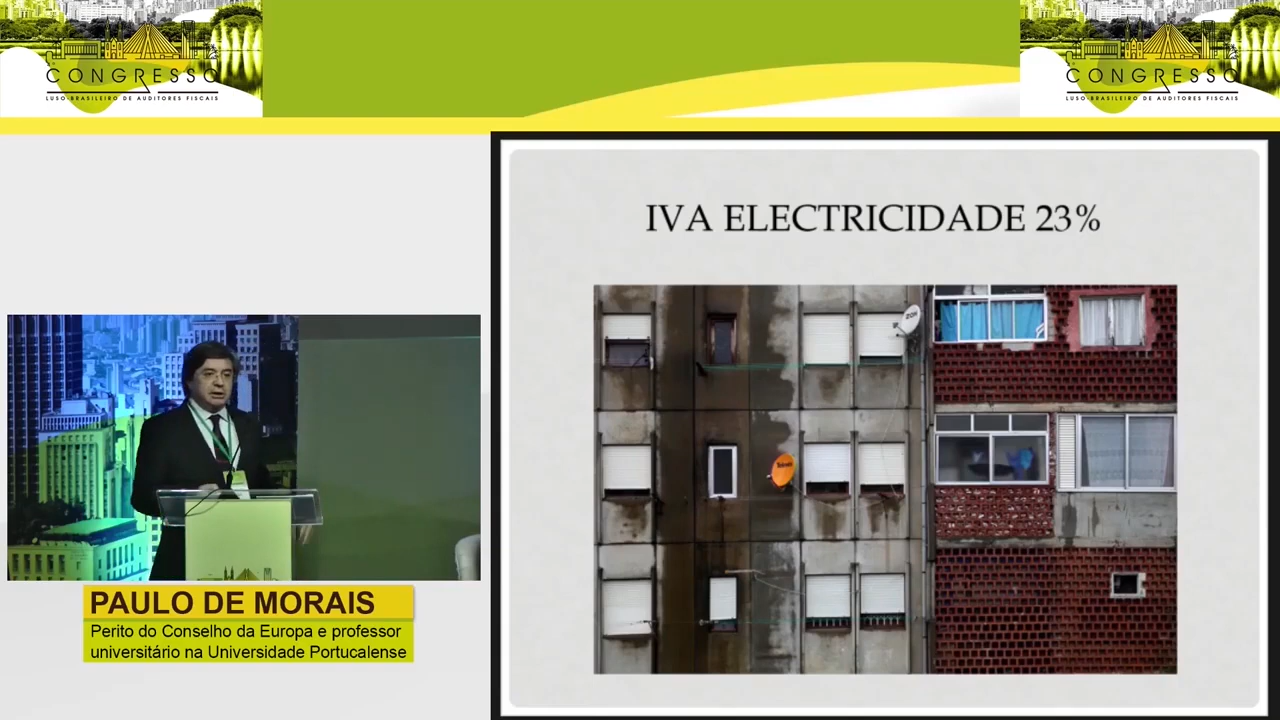 CONGRESSO
LUSO-BRASILEIRO DE AUDITORES FISCAIS
CONGRESSO
LUSO-BRASILEIRO DE AUDITORES FISCAIS
IVA ELECTRICIDADE 23%
ZON
PAULO DE MORAIS
Perito do Conselho da Europa e professor
universitário na Universidade Portucalense